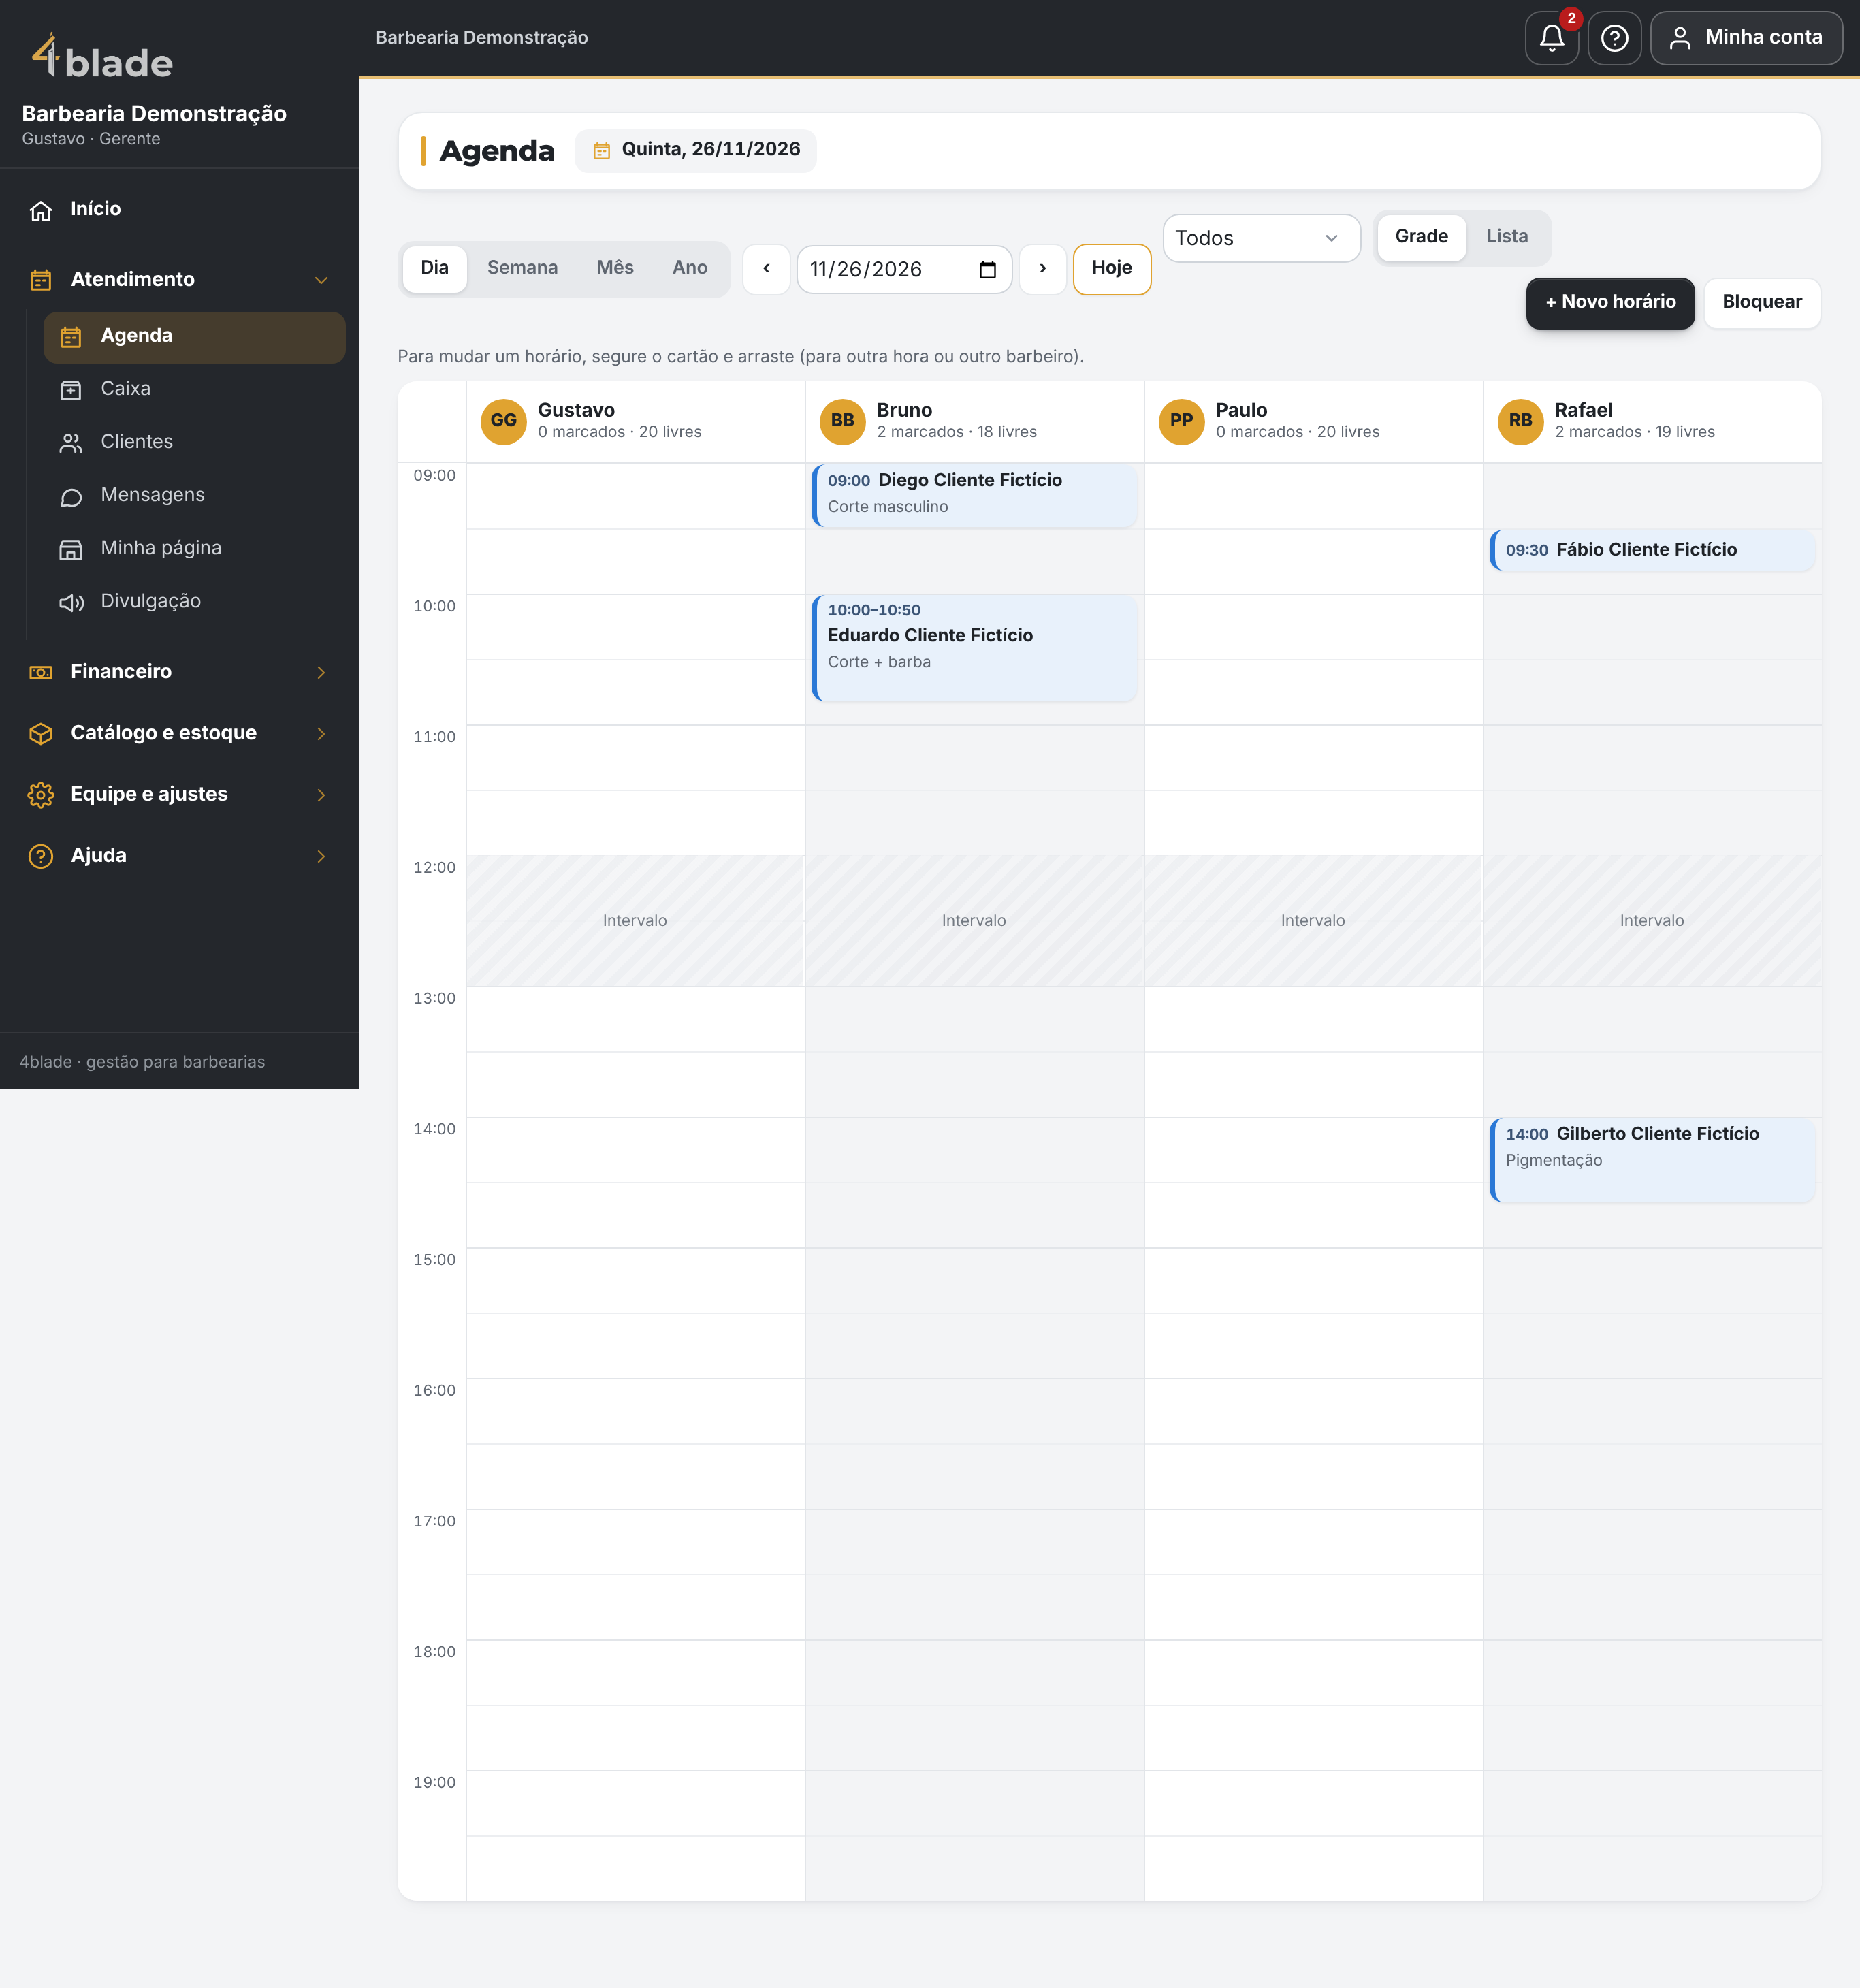 4blade
Barbearia Demonstração
Gustavo · Gerente
Início
Atendimento
Agenda
Caixa
Clientes
Mensagens
Minha página
Divulgação
Financeiro
Catálogo e estoque
Equipe e ajustes
Ajuda
4blade · gestão para barbearias
Barbearia Demonstração
2
Minha conta
Agenda
Quinta, 26/11/2026
Dia Semana Mês Ano
‹ 11/26/2026 › Hoje
Todos
Grade Lista
+ Novo horário Bloquear
Para mudar um horário, segure o cartão e arraste (para outra hora ou outro barbeiro).
GG Gustavo
0 marcados · 20 livres
BB Bruno
2 marcados · 18 livres
PP Paulo
0 marcados · 20 livres
RB Rafael
2 marcados · 19 livres
09:00
09:00 Diego Cliente Fictício
Corte masculino
09:30 Fábio Cliente Fictício
10:00
10:00–10:50
Eduardo Cliente Fictício
Corte + barba
11:00
12:00
Intervalo Intervalo Intervalo Intervalo
13:00
14:00
14:00 Gilberto Cliente Fictício
Pigmentação
15:00
16:00
17:00
18:00
19:00